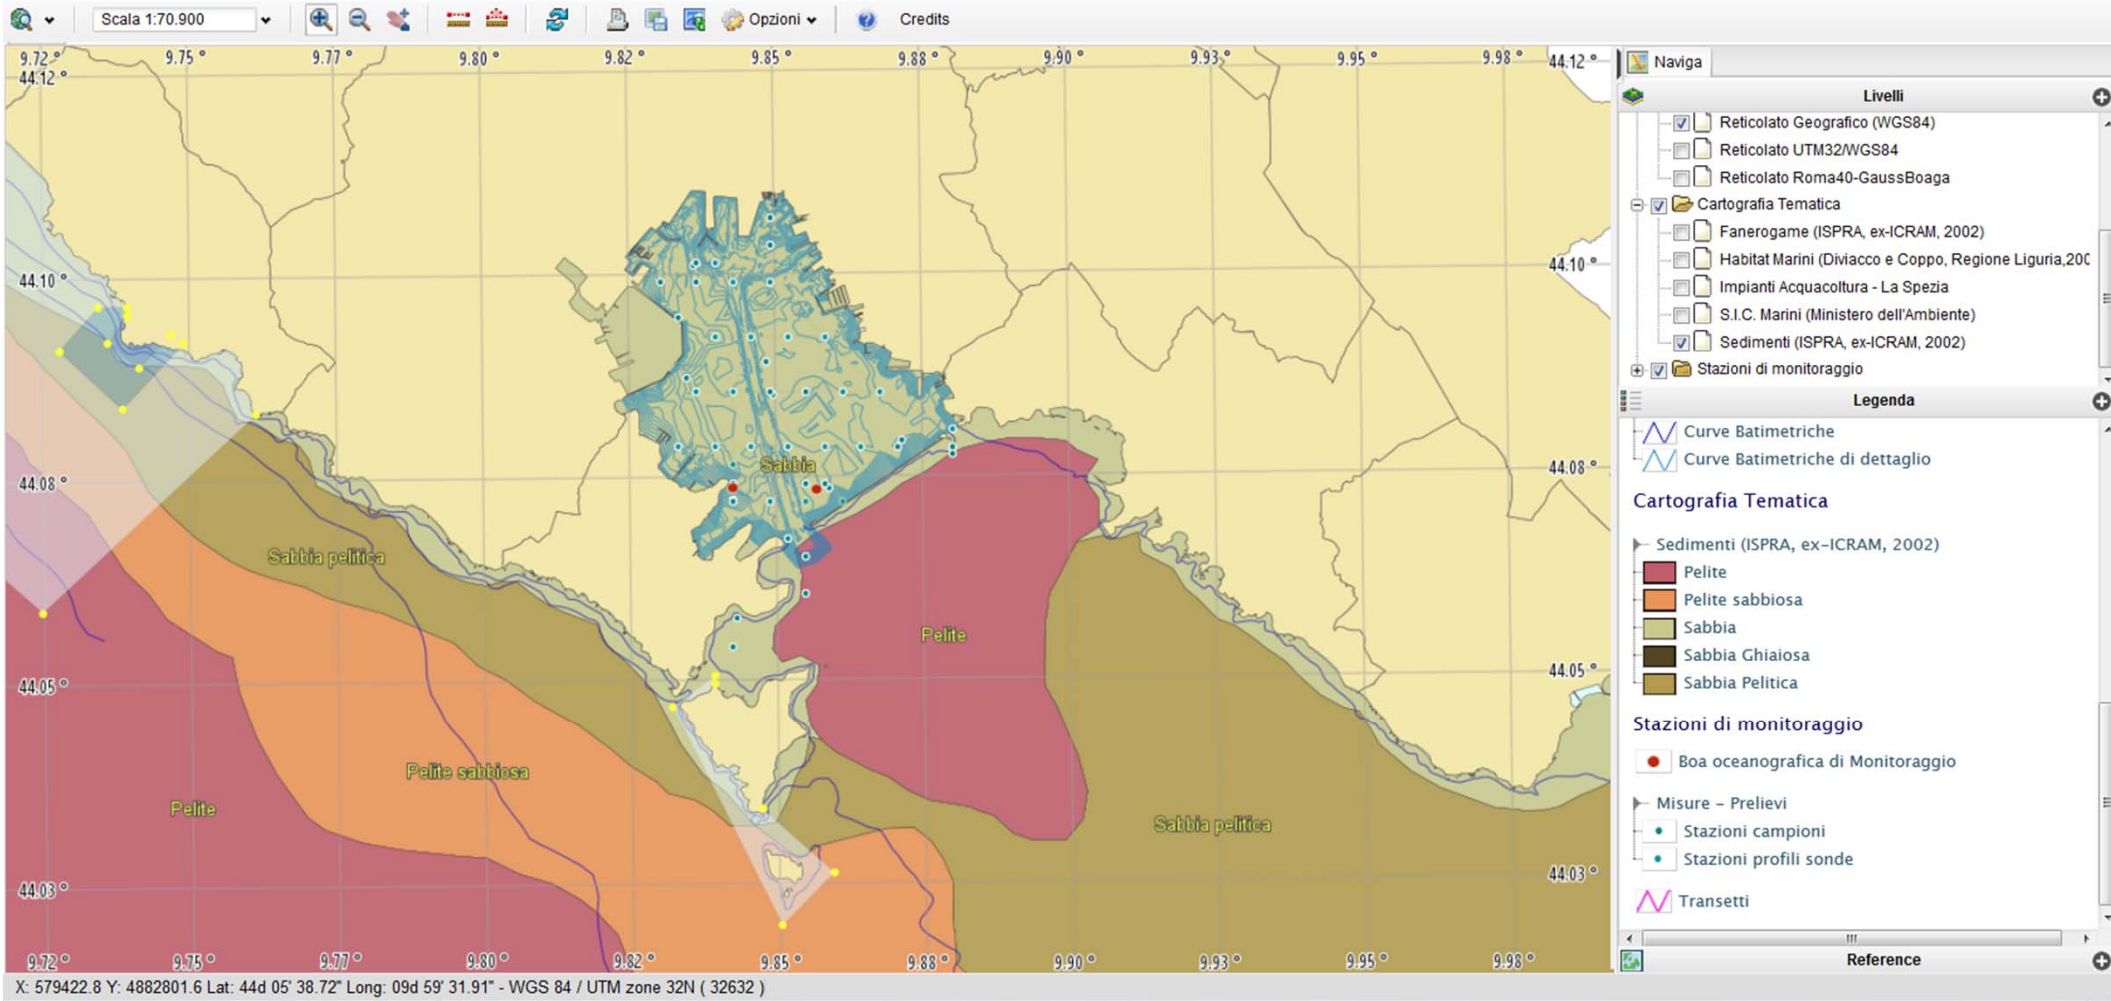 Scala 1:70.900
Opzioni
Credits
9.72° 9.75° 9.77° 9.80° 9.82° 9.85° 9.88° 9.90° 9.93° 9.95° 9.98°
44.12° 44.12°
44.10° 44.10°
44.08° 44.08°
44.05° 44.05°
44.03° 44.03°
Sabbia
Sabbia pelitica
Pelite
Pelite sabbiosa
Pelite
Sabbia pelitica
9.72° 9.75° 9.77° 9.80° 9.82° 9.85° 9.88° 9.90° 9.93° 9.95° 9.98°
X: 579422.8 Y: 4882801.6 Lat: 44d 05' 38.72" Long: 09d 59' 31.91" - WGS 84 / UTM zone 32N ( 32632 )
Naviga
Livelli
Reticolato Geografico (WGS84)
Reticolato UTM32/WGS84
Reticolato Roma40-GaussBoaga
Cartografia Tematica
Fanerogame (ISPRA, ex-ICRAM, 2002)
Habitat Marini (Diviacco e Coppo, Regione Liguria,200
Impianti Acquacoltura - La Spezia
S.I.C. Marini (Ministero dell'Ambiente)
Sedimenti (ISPRA, ex-ICRAM, 2002)
Stazioni di monitoraggio
Legenda
Curve Batimetriche
Curve Batimetriche di dettaglio
Cartografia Tematica
Sedimenti (ISPRA, ex-ICRAM, 2002)
Pelite
Pelite sabbiosa
Sabbia
Sabbia Ghiaiosa
Sabbia Pelitica
Stazioni di monitoraggio
Boa oceanografica di Monitoraggio
Misure - Prelievi
Stazioni campioni
Stazioni profili sonde
Transetti
Reference